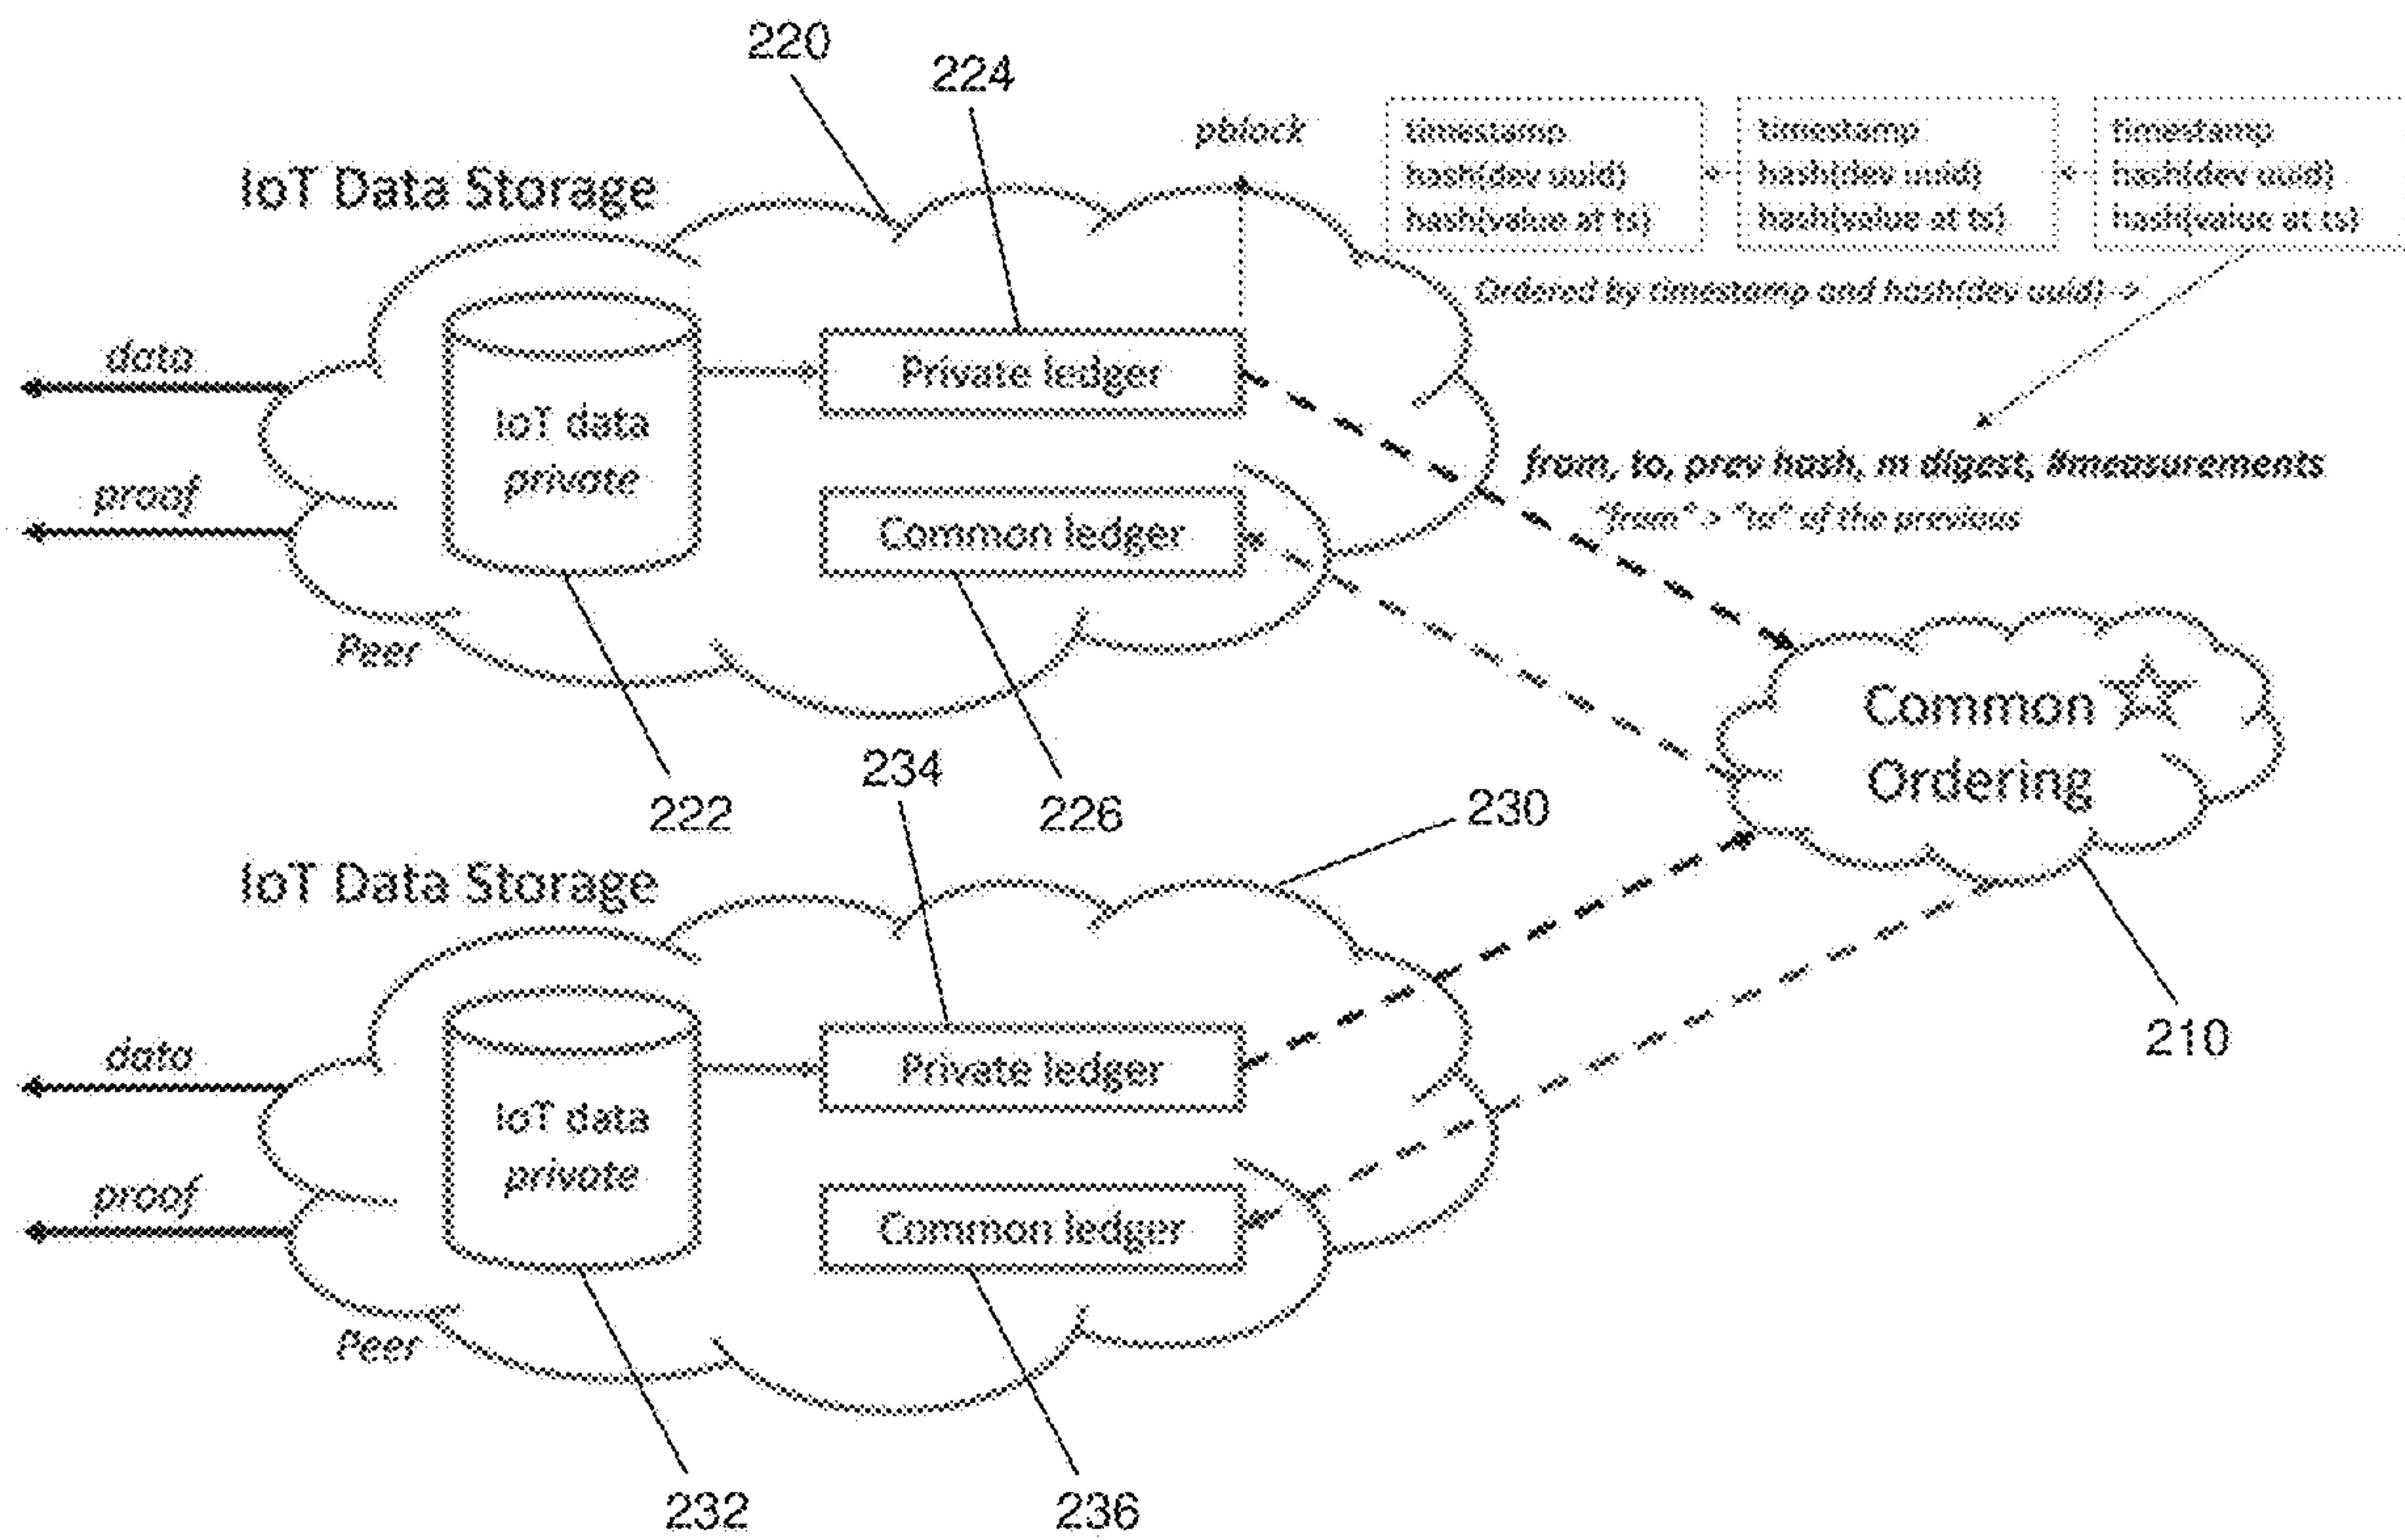 220
224
pblock
timestamp
hash(dev uuid)
hash(value at ts)
timestamp
hash(dev uuid)
hash(value at ts)
timestamp
hash(dev uuid)
hash(value at ts)
IoT Data Storage
Ordered by timestamp and hash(dev uuid) ->
data
IoT data
private
Private ledger
proof
Common ledger
from, to, prev hash, m digest, #measurements
"from" > "to" of the previous
Peer
Common
Ordering
222
234
226
230
210
IoT Data Storage
data
IoT data
private
Private ledger
proof
Common ledger
Peer
232
236